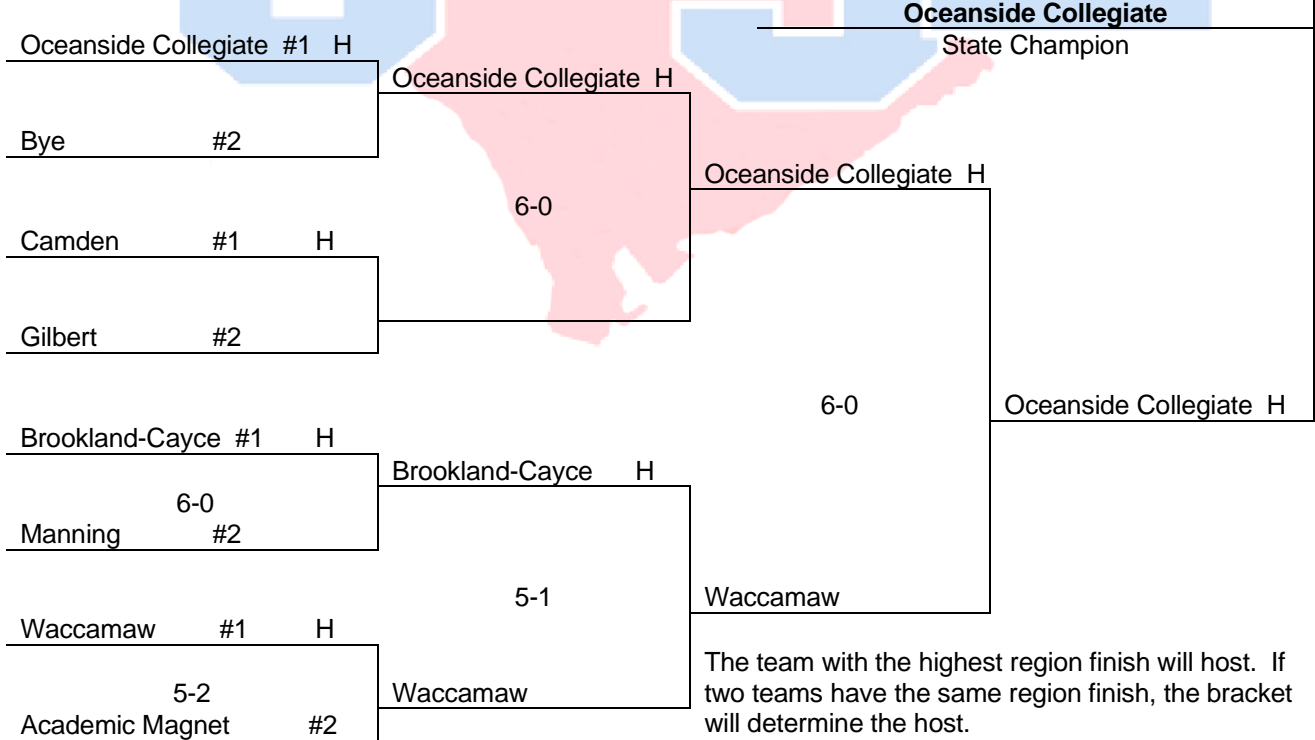 Oceanside Collegiate
State Champion
Oceanside Collegiate #1 H
Oceanside Collegiate H
Bye #2
Oceanside Collegiate H
6-0
Camden #1 H
Gilbert #2
6-0
Oceanside Collegiate H
Brookland-Cayce #1 H
Brookland-Cayce H
6-0
Manning #2
5-1
Waccamaw
Waccamaw #1 H
5-2
Waccamaw
Academic Magnet #2
The team with the highest region finish will host. If
two teams have the same region finish, the bracket
will determine the host.